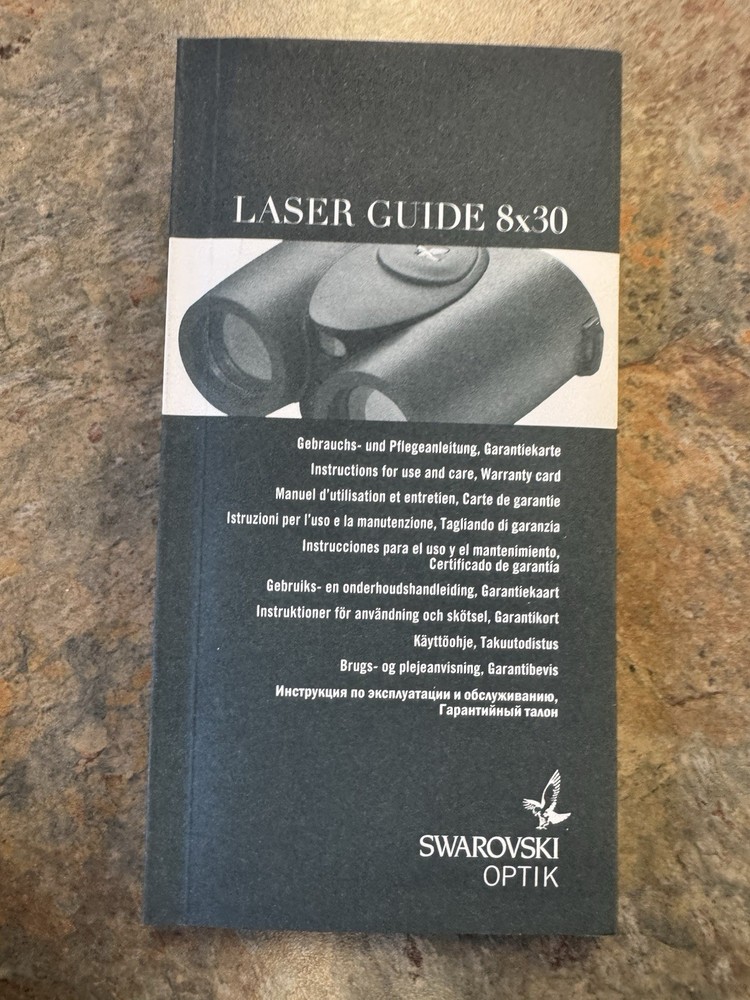 LASER GUIDE 8x30
Gebrauchs- und Pflegeanleitung, Garantiekarte
Instructions for use and care, Warranty card
Manuel d'utilisation et entretien, Carte de garantie
Istruzioni per l'uso e la manutenzione, Tagliando di garanzia
Instrucciones para el uso y el mantenimiento,
Certificado de garantía
Gebruiks- en onderhoudshandleiding, Garantiekaart
Instruktioner för användning och skötsel, Garantikort
Käyttöohje, Takuutodistus
Brugs- og plejeanvisning, Garantibevis
Инструкция по эксплуатации и обслуживанию,
Гарантийный талон
SWAROVSKI
OPTIK